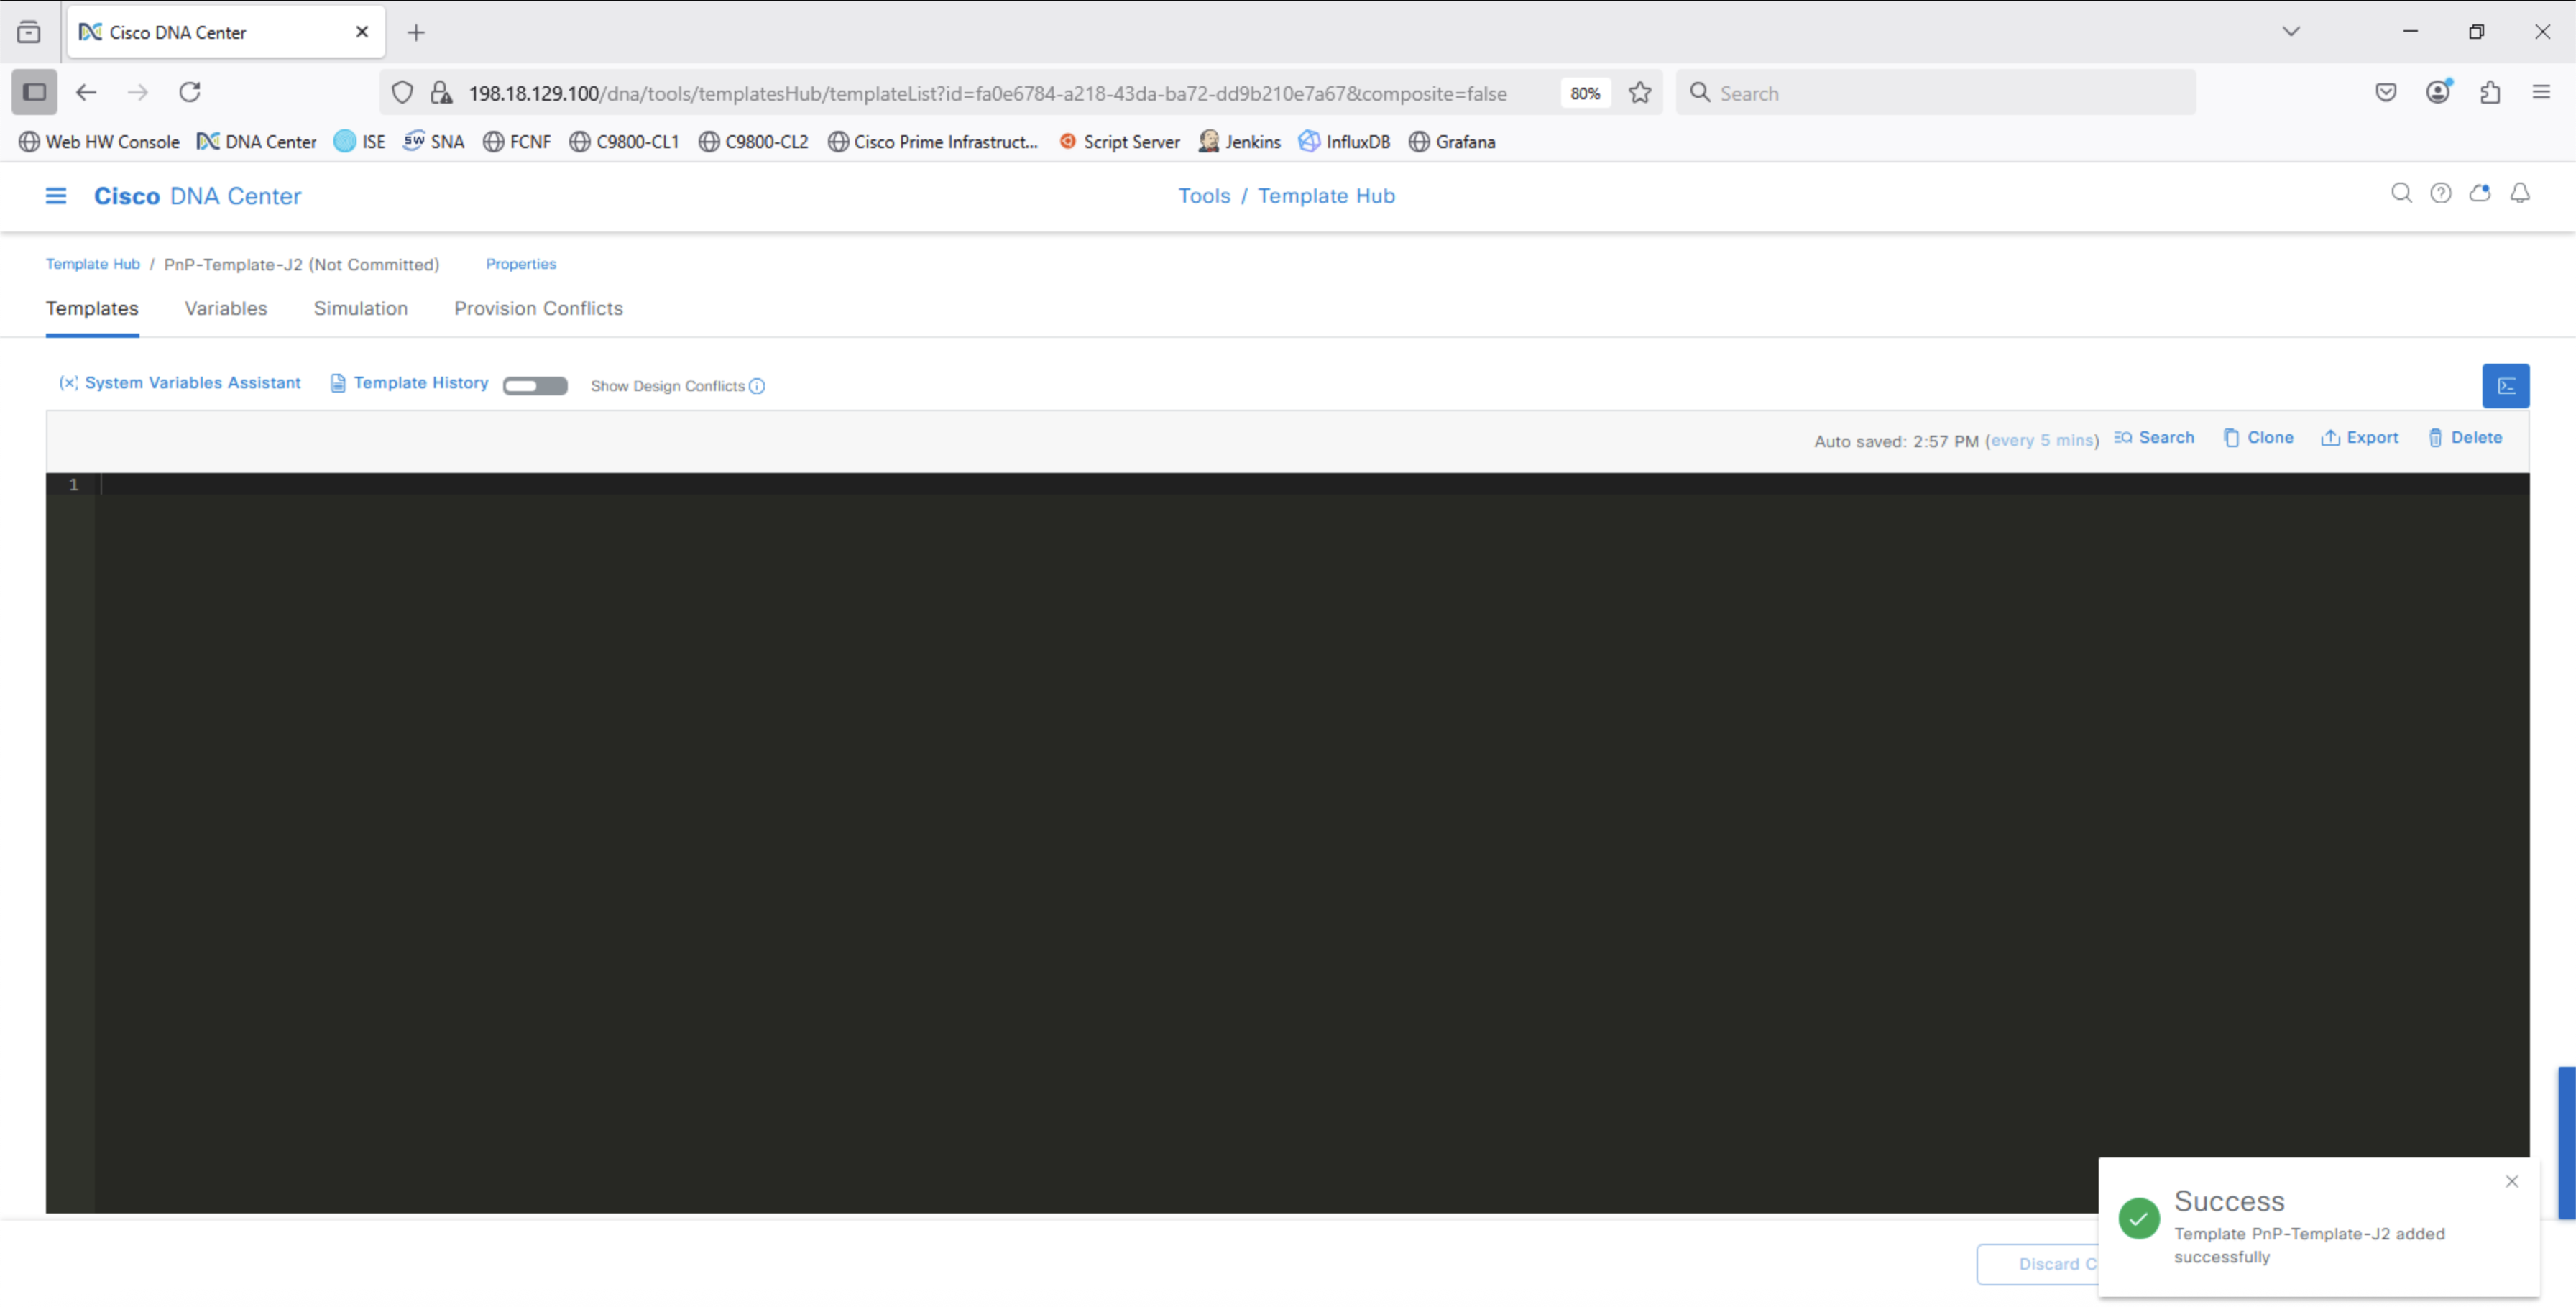 Cisco DNA Center
198.18.129.100/dna/tools/templatesHub/templateList?id=fa0e6784-a218-43da-ba72-dd9b210e7a67&composite=false 80% Search
Web HW Console DNA Center ISE SW SNA FCNF C9800-CL1 C9800-CL2 Cisco Prime Infrastruct... Script Server Jenkins InfluxDB Grafana
Cisco DNA Center Tools / Template Hub
Template Hub / PnP-Template-J2 (Not Committed) Properties
Templates Variables Simulation Provision Conflicts
(x) System Variables Assistant Template History Show Design Conflicts
Auto saved: 2:57 PM (every 5 mins) Search Clone Export Delete
1
Success
Template PnP-Template-J2 added
successfully
Discard C